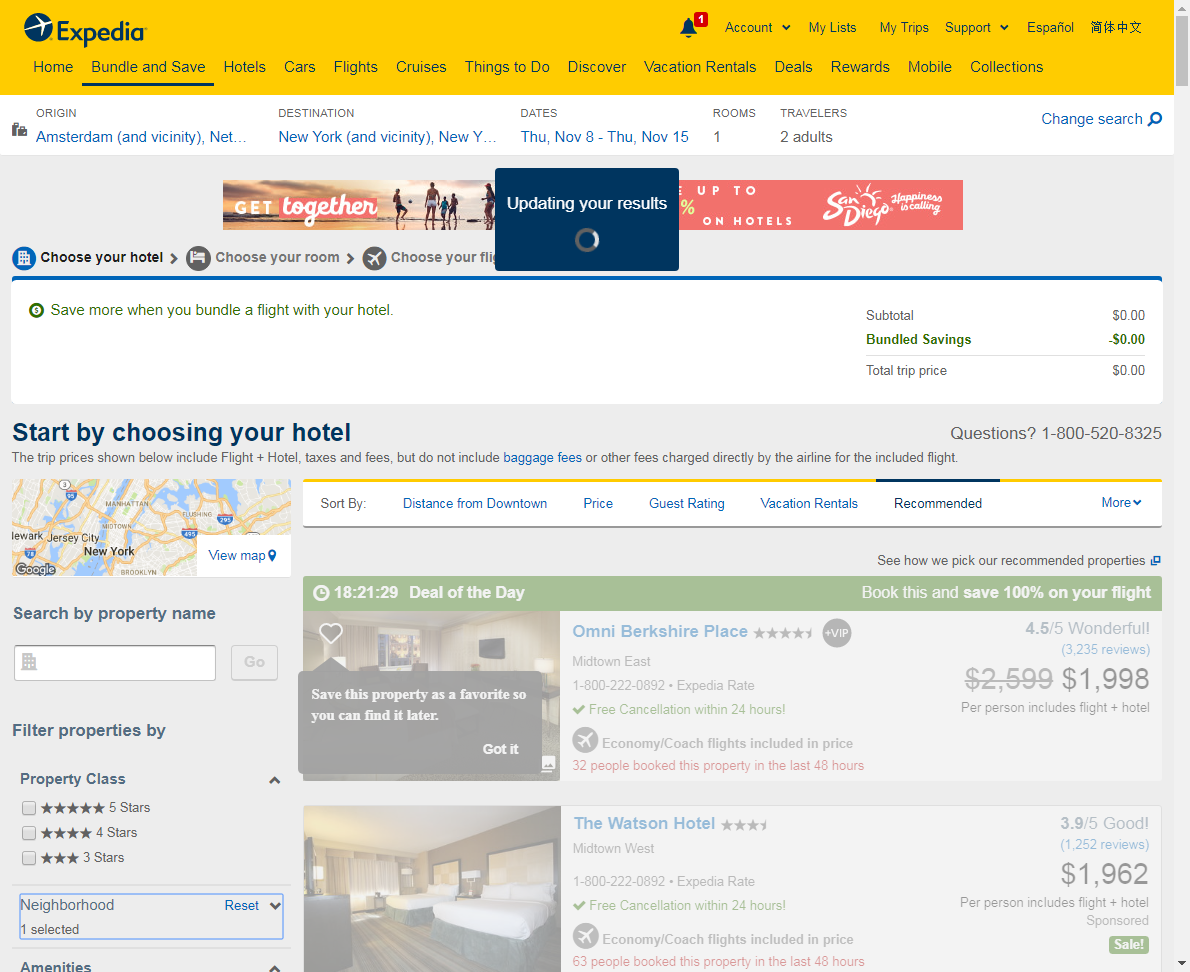 Expedia
1
Account
My Lists
My Trips
Support
Español
简体中文
Home
Bundle and Save
Hotels
Cars
Flights
Cruises
Things to Do
Discover
Vacation Rentals
Deals
Rewards
Mobile
Collections
ORIGIN
Amsterdam (and vicinity), Net…
DESTINATION
New York (and vicinity), New Y…
DATES
Thu, Nov 8 - Thu, Nov 15
ROOMS
1
TRAVELERS
2 adults
Change search
GET together
Updating your results
E UP TO
%
ON HOTELS
San Diego
Happiness is calling
Choose your hotel
Choose your room
Choose your flig
Save more when you bundle a flight with your hotel.
Subtotal $0.00
Bundled Savings -$0.00
Total trip price $0.00
Start by choosing your hotel
Questions? 1-800-520-8325
The trip prices shown below include Flight + Hotel, taxes and fees, but do not include baggage fees or other fees charged directly by the airline for the included flight.
3
95
MANHATTAN
MIDTOWN
FLUSHING
295
495
ewark
Jersey City
78
New York
BROOKLYN
Google
View map
Sort By:
Distance from Downtown
Price
Guest Rating
Vacation Rentals
Recommended
More
See how we pick our recommended properties
Search by property name
Go
Filter properties by
Property Class
5 Stars
4 Stars
3 Stars
Neighborhood
Reset
1 selected
Amenities
18:21:29 Deal of the Day
Book this and save 100% on your flight
Save this property as a favorite so
you can find it later.
Got it
Omni Berkshire Place
+VIP
Midtown East
1-800-222-0892 • Expedia Rate
Free Cancellation within 24 hours!
Economy/Coach flights included in price
32 people booked this property in the last 48 hours
4.5/5 Wonderful!
(3,235 reviews)
$2,599 $1,998
Per person includes flight + hotel
The Watson Hotel
Midtown West
1-800-222-0892 • Expedia Rate
Free Cancellation within 24 hours!
Economy/Coach flights included in price
63 people booked this property in the last 48 hours
3.9/5 Good!
(1,252 reviews)
$1,962
Per person includes flight + hotel
Sponsored
Sale!